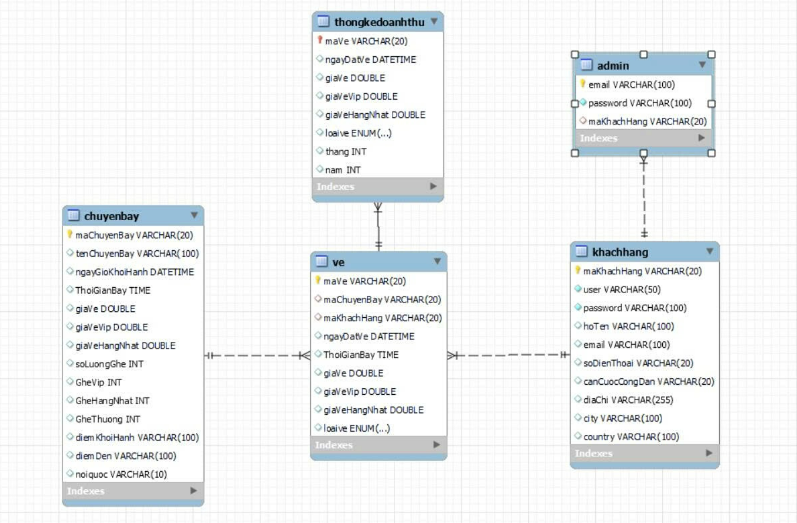 thongkedoanhthu
maVe VARCHAR(20)
ngayDatVe DATETIME
giaVe DOUBLE
giaVeVip DOUBLE
giaVeHangNhat DOUBLE
loaive ENUM(...)
thang INT
nam INT
Indexes
admin
email VARCHAR(100)
password VARCHAR(100)
maKhachHang VARCHAR(20)
Indexes
chuyenbay
maChuyenBay VARCHAR(20)
tenChuyenBay VARCHAR(100)
ngayGioKhoiHanh DATETIME
ThoiGianBay TIME
giaVe DOUBLE
giaVeVip DOUBLE
giaVeHangNhat DOUBLE
soLuongGhe INT
GheVip INT
GheHangNhat INT
GheThuong INT
diemKhoiHanh VARCHAR(100)
diemDen VARCHAR(100)
noiquoc VARCHAR(10)
Indexes
ve
maVe VARCHAR(20)
maChuyenBay VARCHAR(20)
maKhachHang VARCHAR(20)
ngayDatVe DATETIME
ThoiGianBay TIME
giaVe DOUBLE
giaVeVip DOUBLE
giaVeHangNhat DOUBLE
loaive ENUM(...)
Indexes
khachhang
maKhachHang VARCHAR(20)
user VARCHAR(50)
password VARCHAR(100)
hoTen VARCHAR(100)
email VARCHAR(100)
soDienThoai VARCHAR(20)
canCuocCongDan VARCHAR(20)
diaChi VARCHAR(255)
city VARCHAR(100)
country VARCHAR(100)
Indexes